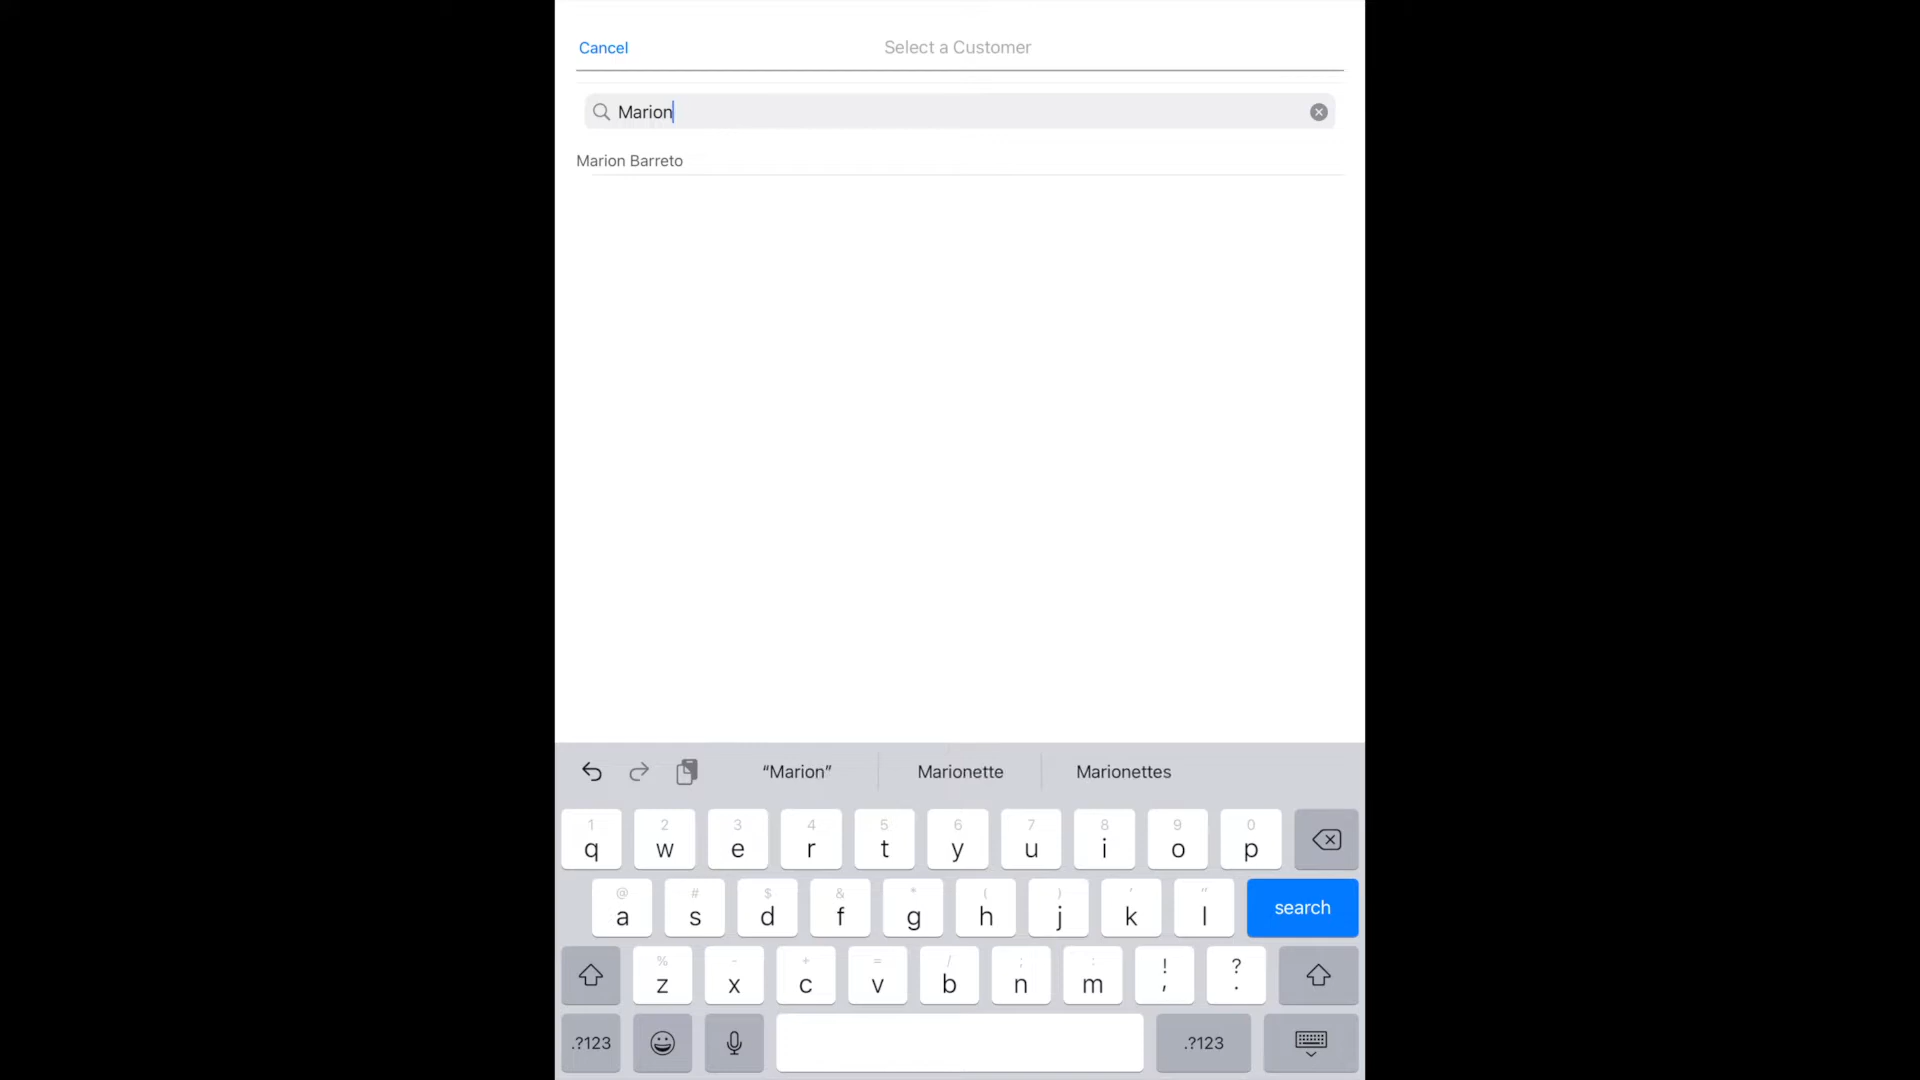 Cancel
Select a Customer
Marion
Marion Barreto
“Marion”
Marionette
Marionettes
1 2 3 4 5 6 7 8 9 0
q w e r t y u i o p
@ # $ & * ( ) ' "
a s d f g h j k l
search
% - + = / ; : ! ?
z x c v b n m , .
.?123
.?123